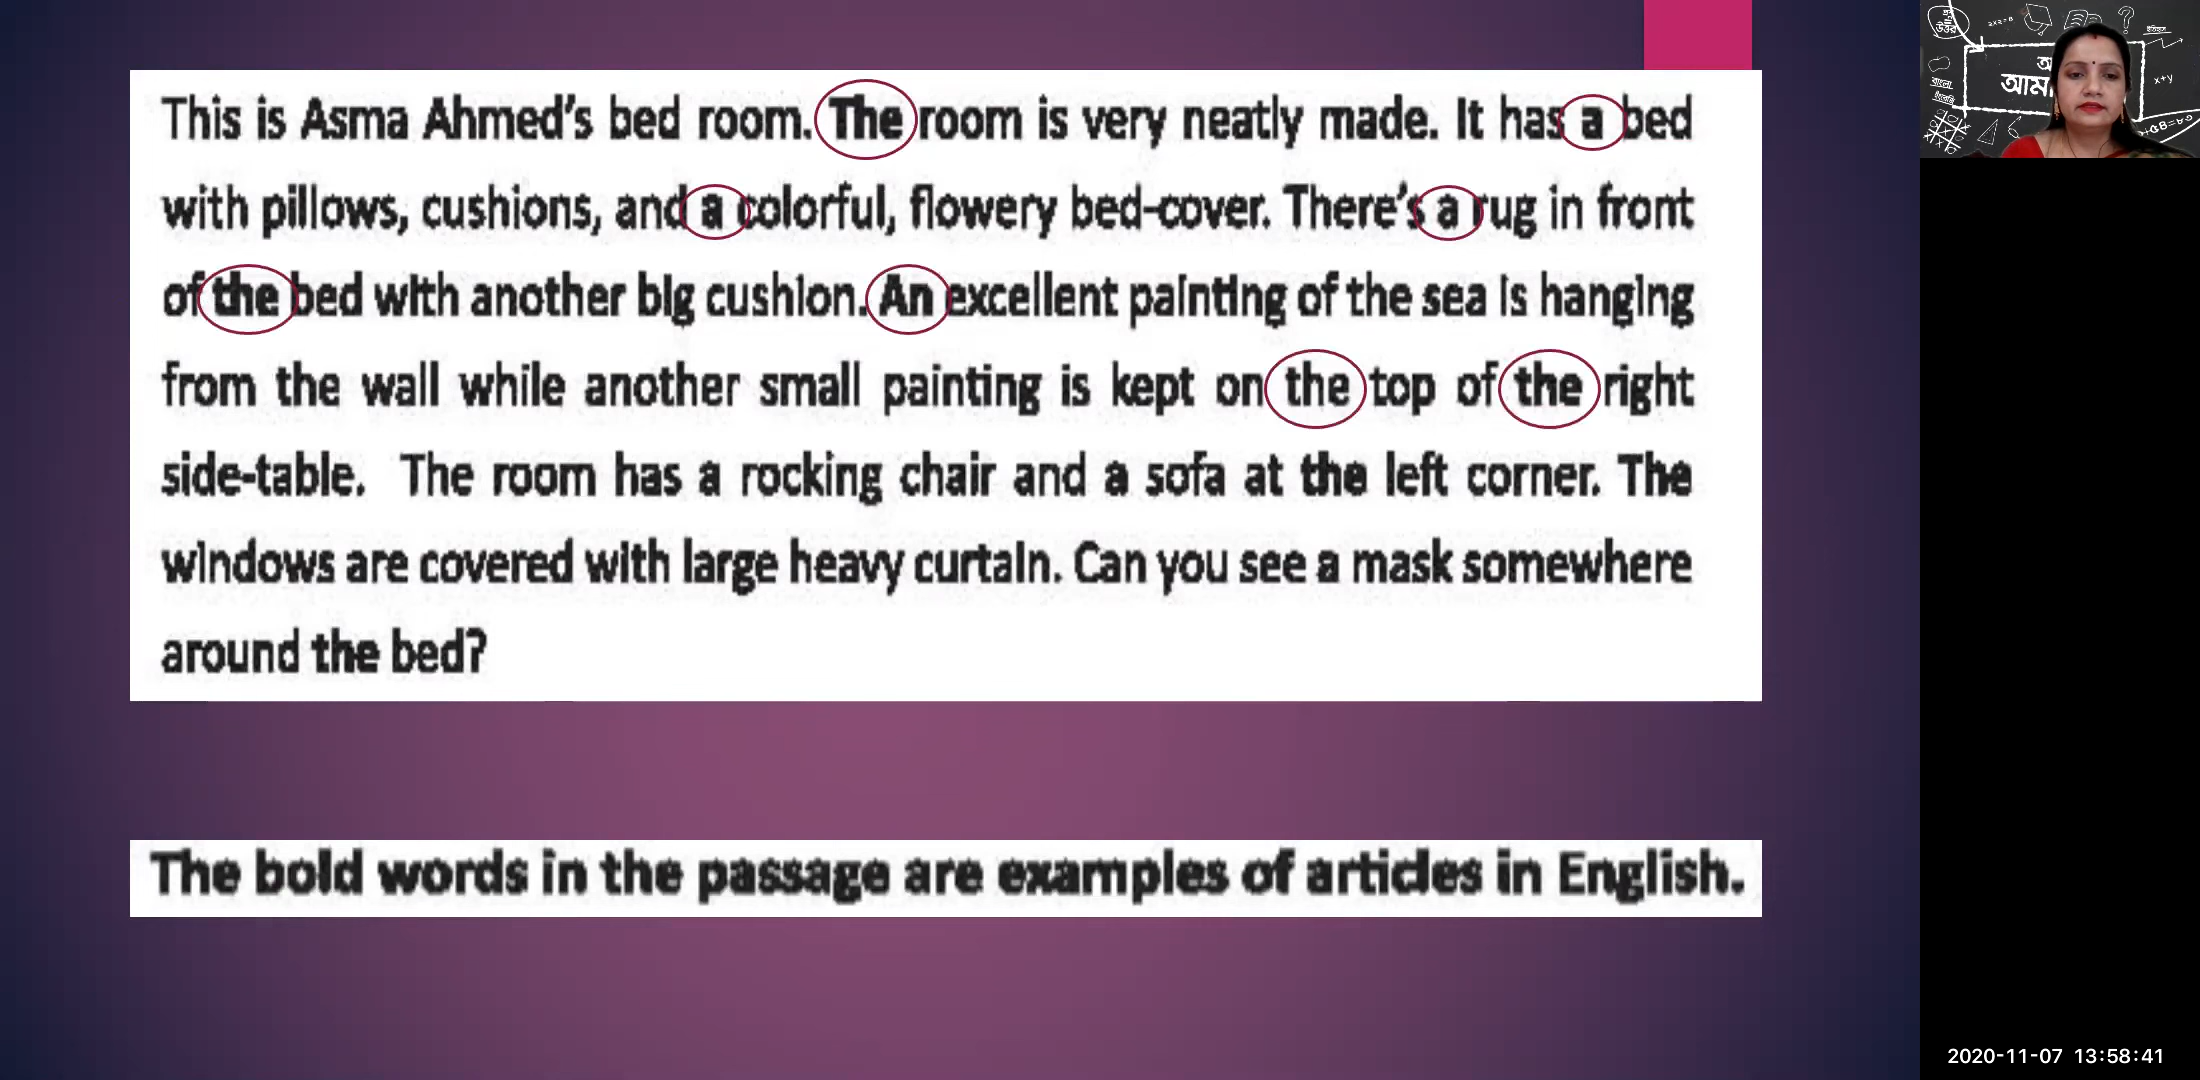 This is Asma Ahmed's bed room. The room is very neatly made. It has a bed
with pillows, cushions, and a colorful, flowery bed-cover. There's a rug in front
of the bed with another big cushion. An excellent painting of the sea is hanging
from the wall while another small painting is kept on the top of the right
side-table. The room has a rocking chair and a sofa at the left corner. The
windows are covered with large heavy curtain. Can you see a mask somewhere
around the bed?
The bold words in the passage are examples of articles in English.
উত্তর
x+y
2020-11-07 13:58:41